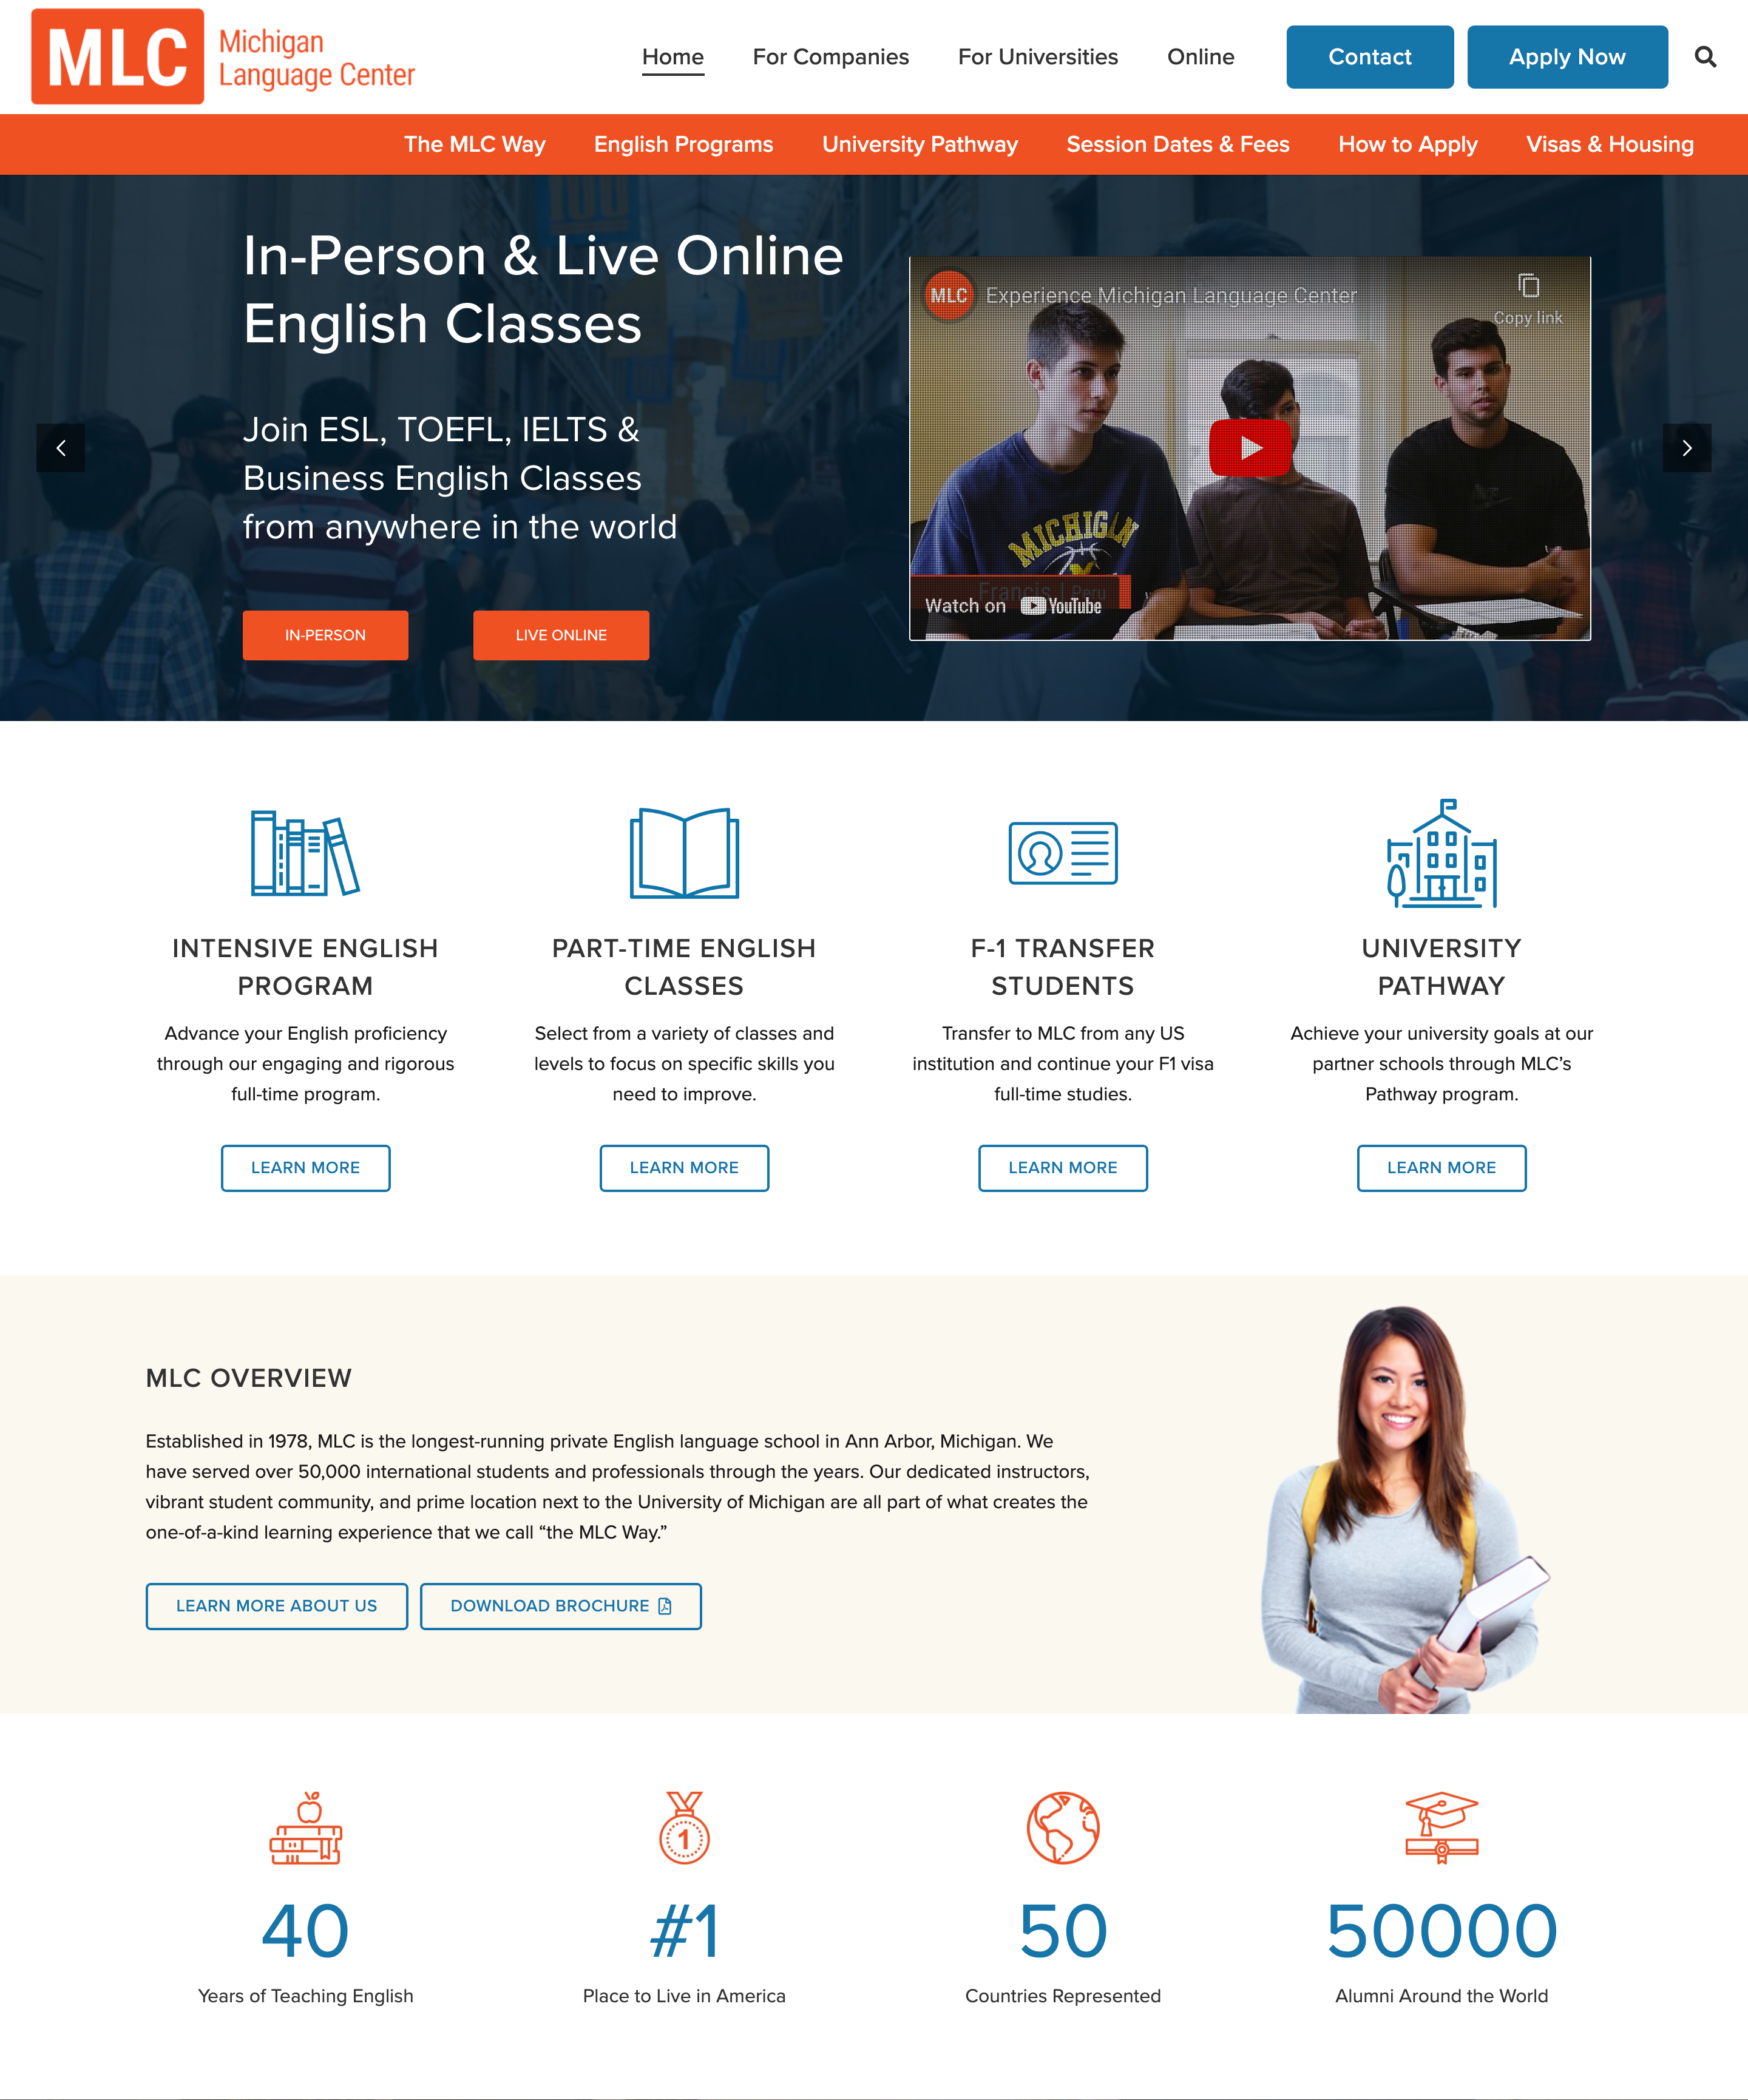 MLC Michigan
Language Center
Home For Companies For Universities Online Contact Apply Now
The MLC Way English Programs University Pathway Session Dates & Fees How to Apply Visas & Housing
In-Person & Live Online
English Classes
Join ESL, TOEFL, IELTS &
Business English Classes
from anywhere in the world
IN-PERSON LIVE ONLINE
MLC Experience Michigan Language Center
Copy link
MICHIGAN
Francis Peru
Watch on YouTube
INTENSIVE ENGLISH
PROGRAM
Advance your English proficiency
through our engaging and rigorous
full-time program.
LEARN MORE
PART-TIME ENGLISH
CLASSES
Select from a variety of classes and
levels to focus on specific skills you
need to improve.
LEARN MORE
F-1 TRANSFER
STUDENTS
Transfer to MLC from any US
institution and continue your F1 visa
full-time studies.
LEARN MORE
UNIVERSITY
PATHWAY
Achieve your university goals at our
partner schools through MLC’s
Pathway program.
LEARN MORE
MLC OVERVIEW
Established in 1978, MLC is the longest-running private English language school in Ann Arbor, Michigan. We
have served over 50,000 international students and professionals through the years. Our dedicated instructors,
vibrant student community, and prime location next to the University of Michigan are all part of what creates the
one-of-a-kind learning experience that we call “the MLC Way.”
LEARN MORE ABOUT US DOWNLOAD BROCHURE
40
Years of Teaching English
1
#1
Place to Live in America
50
Countries Represented
50000
Alumni Around the World